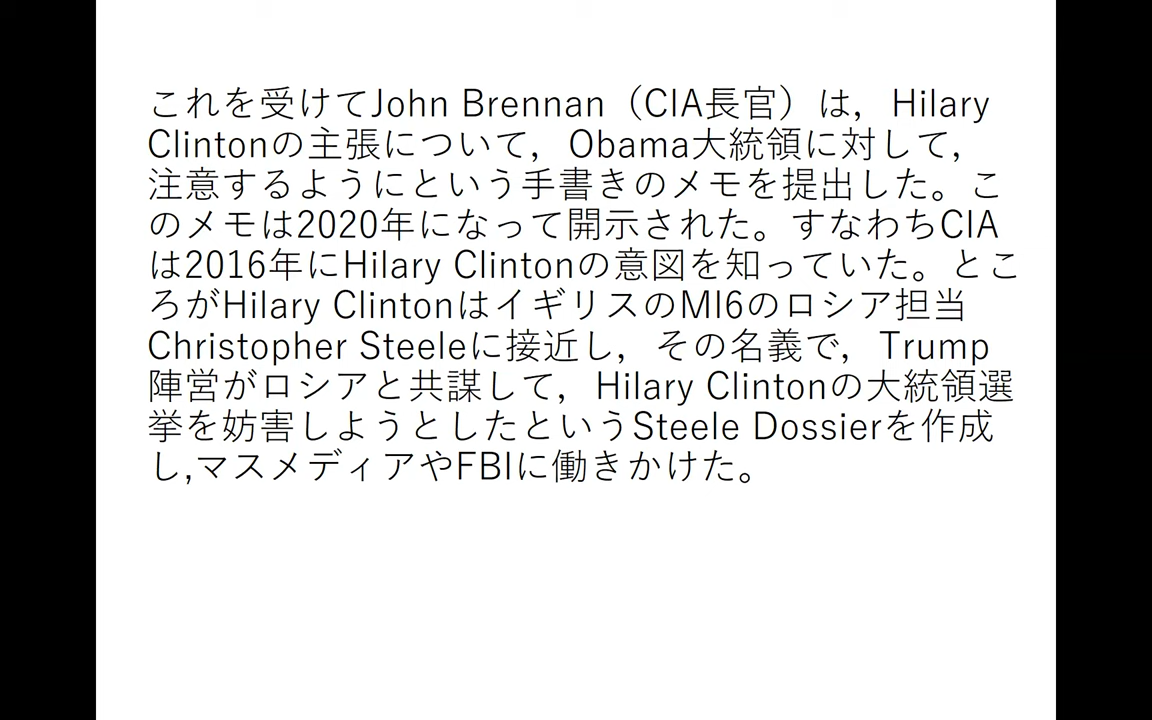 これを受けてJohn Brennan（CIA長官）は，Hilary
Clintonの主張について，Obama大統領に対して，
注意するようにという手書きのメモを提出した。こ
のメモは2020年になって開示された。すなわちCIA
は2016年にHilary Clintonの意図を知っていた。とこ
ろがHilary ClintonはイギリスのMI6のロシア担当
Christopher Steeleに接近し，その名義で，Trump
陣営がロシアと共謀して，Hilary Clintonの大統領選
挙を妨害しようとしたというSteele Dossierを作成
し,マスメディアやFBIに働きかけた。